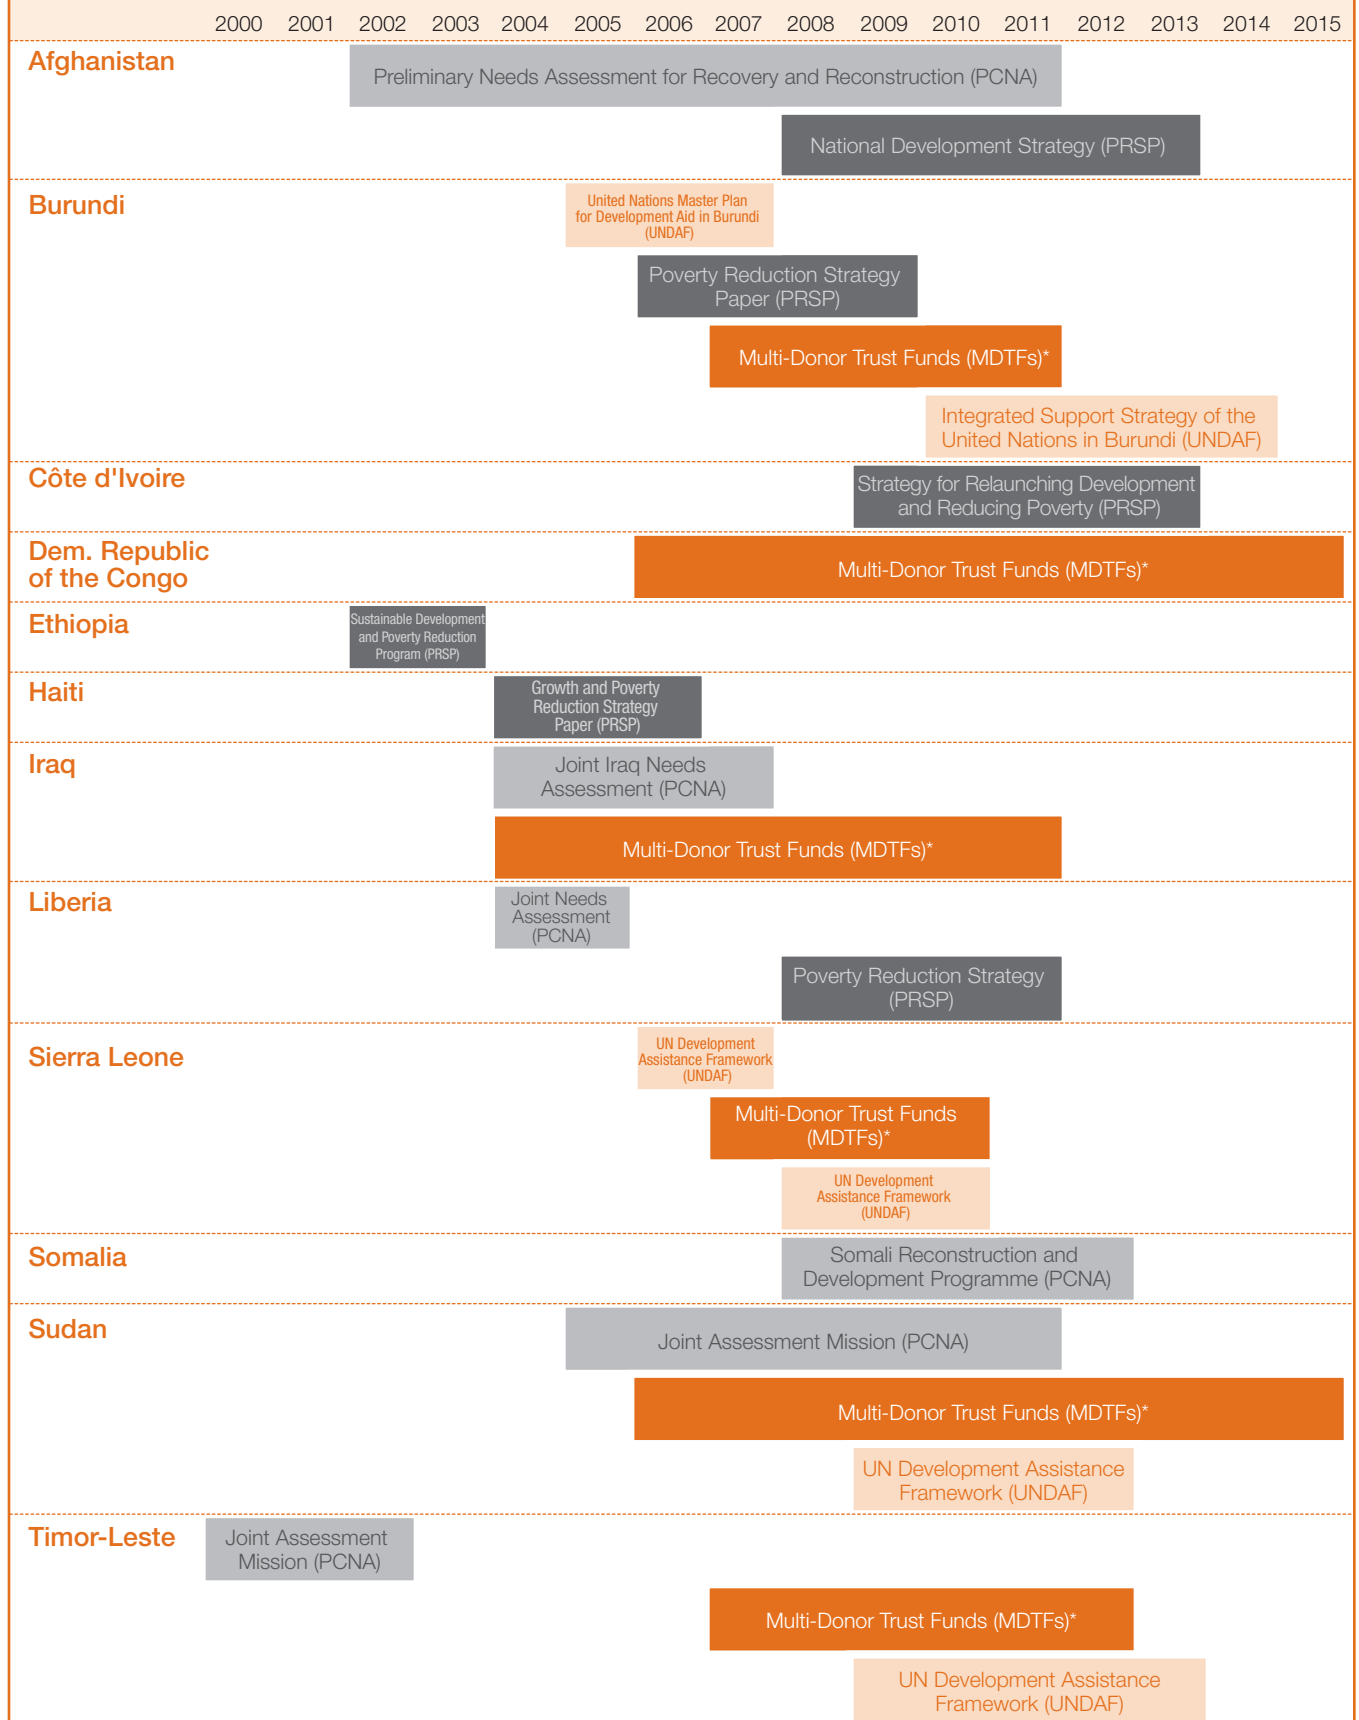 2000 2001 2002 2003 2004 2005 2006 2007 2008 2009 2010 2011 2012 2013 2014 2015
Afghanistan
Preliminary Needs Assessment for Recovery and Reconstruction (PCNA)
National Development Strategy (PRSP)
Burundi
United Nations Master Plan
for Development Aid in Burundi
(UNDAF)
Poverty Reduction Strategy
Paper (PRSP)
Multi-Donor Trust Funds (MDTFs)*
Integrated Support Strategy of the
United Nations in Burundi (UNDAF)
Côte d'Ivoire
Strategy for Relaunching Development
and Reducing Poverty (PRSP)
Dem. Republic
of the Congo
Multi-Donor Trust Funds (MDTFs)*
Ethiopia
Sustainable Development
and Poverty Reduction
Program (PRSP)
Haiti
Growth and Poverty
Reduction Strategy
Paper (PRSP)
Iraq
Joint Iraq Needs
Assessment (PCNA)
Multi-Donor Trust Funds (MDTFs)*
Liberia
Joint Needs
Assessment
(PCNA)
Poverty Reduction Strategy
(PRSP)
Sierra Leone
UN Development
Assistance Framework
(UNDAF)
Multi-Donor Trust Funds
(MDTFs)*
UN Development
Assistance Framework
(UNDAF)
Somalia
Somali Reconstruction and
Development Programme (PCNA)
Sudan
Joint Assessment Mission (PCNA)
Multi-Donor Trust Funds (MDTFs)*
UN Development Assistance
Framework (UNDAF)
Timor-Leste
Joint Assessment
Mission (PCNA)
Multi-Donor Trust Funds (MDTFs)*
UN Development Assistance
Framework (UNDAF)